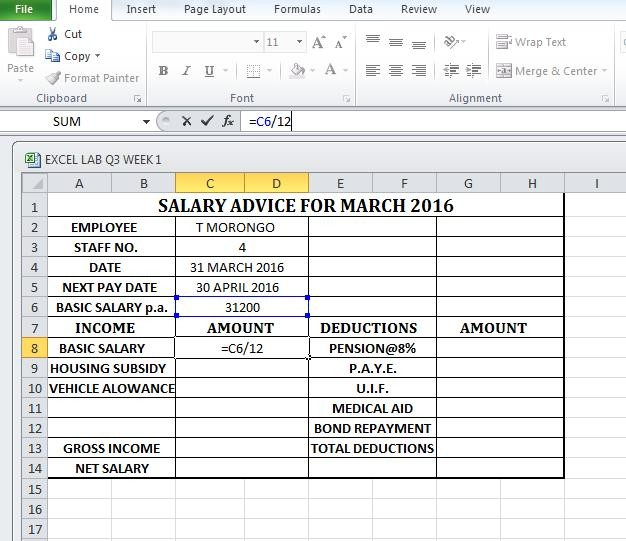 File Home Insert Page Layout Formulas Data Review View
Cut
Copy
Format Painter
Paste
11 A A
B I U A
Wrap Text
Merge & Center
Clipboard Font Alignment
SUM fx =C6/12
EXCEL LAB Q3 WEEK 1
A B C D E F G H I
1 SALARY ADVICE FOR MARCH 2016
2 EMPLOYEE T MORONGO
3 STAFF NO. 4
4 DATE 31 MARCH 2016
5 NEXT PAY DATE 30 APRIL 2016
6 BASIC SALARY p.a. 31200
7 INCOME AMOUNT DEDUCTIONS AMOUNT
8 BASIC SALARY =C6/12 PENSION@8%
9 HOUSING SUBSIDY P.A.Y.E.
10 VEHICLE ALOWANCE U.I.F.
11 MEDICAL AID
12 BOND REPAYMENT
13 GROSS INCOME TOTAL DEDUCTIONS
14 NET SALARY
15
16
17